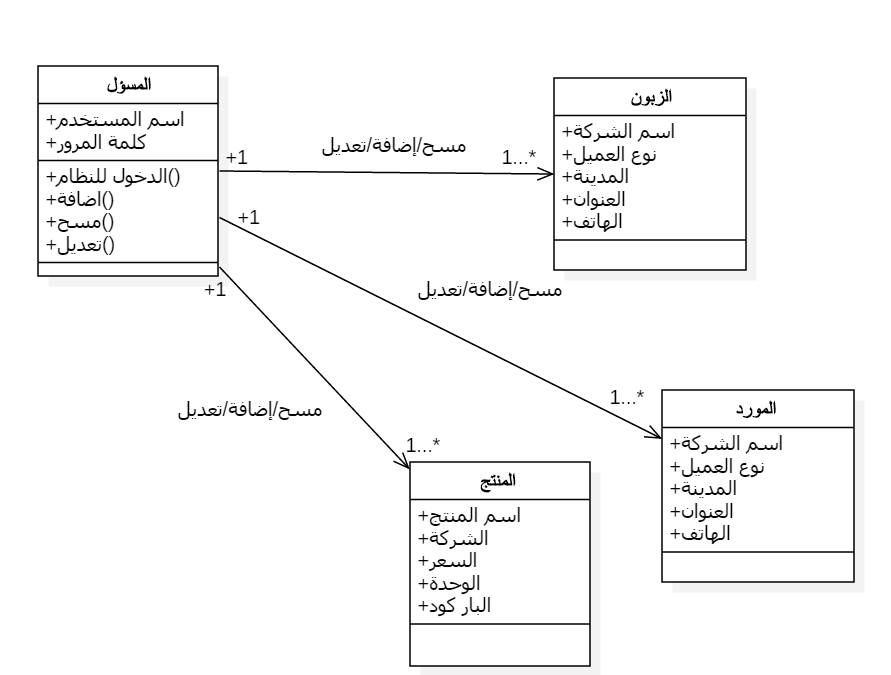 المسؤل
+اسم المستخدم
+كلمة المرور
+الدخول للنظام()
+اضافة()
+مسح()
+تعديل()
+1
مسح/إضافة/تعديل
1...*
الزبون
+اسم الشركة
+نوع العميل
+المدينة
+العنوان
+الهاتف
+1
مسح/إضافة/تعديل
1...*
المورد
+اسم الشركة
+نوع العميل
+المدينة
+العنوان
+الهاتف
+1
مسح/إضافة/تعديل
1...*
المنتج
+اسم المنتج
+الشركة
+السعر
+الوحدة
+البار كود